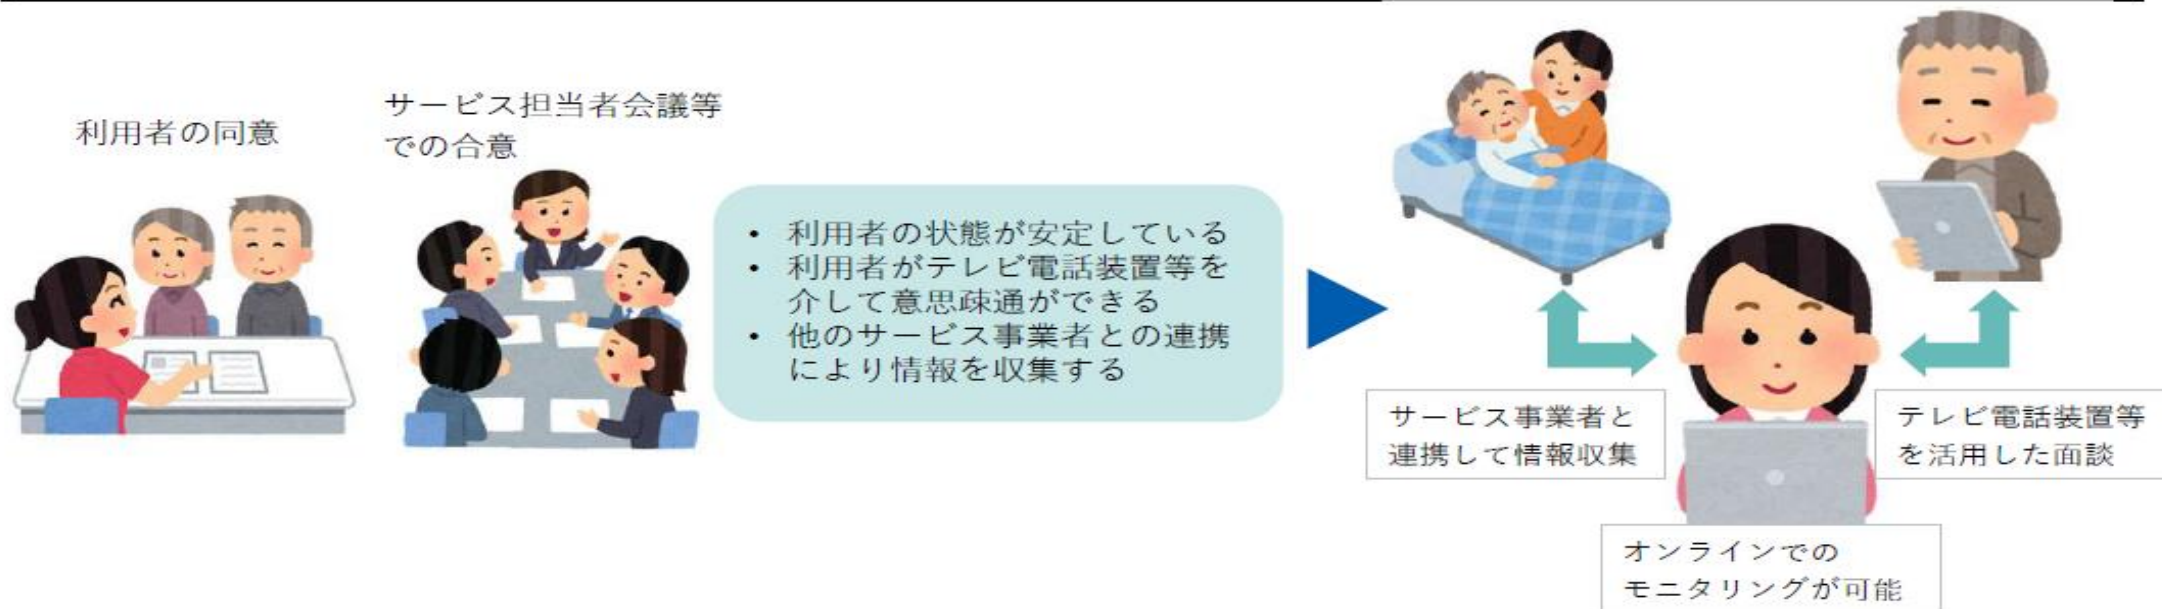 利用者の同意
サービス担当者会議等
での合意
• 利用者の状態が安定している
• 利用者がテレビ電話装置等を
介して意思疎通ができる
• 他のサービス事業者との連携
により情報を収集する
サービス事業者と
連携して情報収集
テレビ電話装置等
を活用した面談
オンラインでの
モニタリングが可能